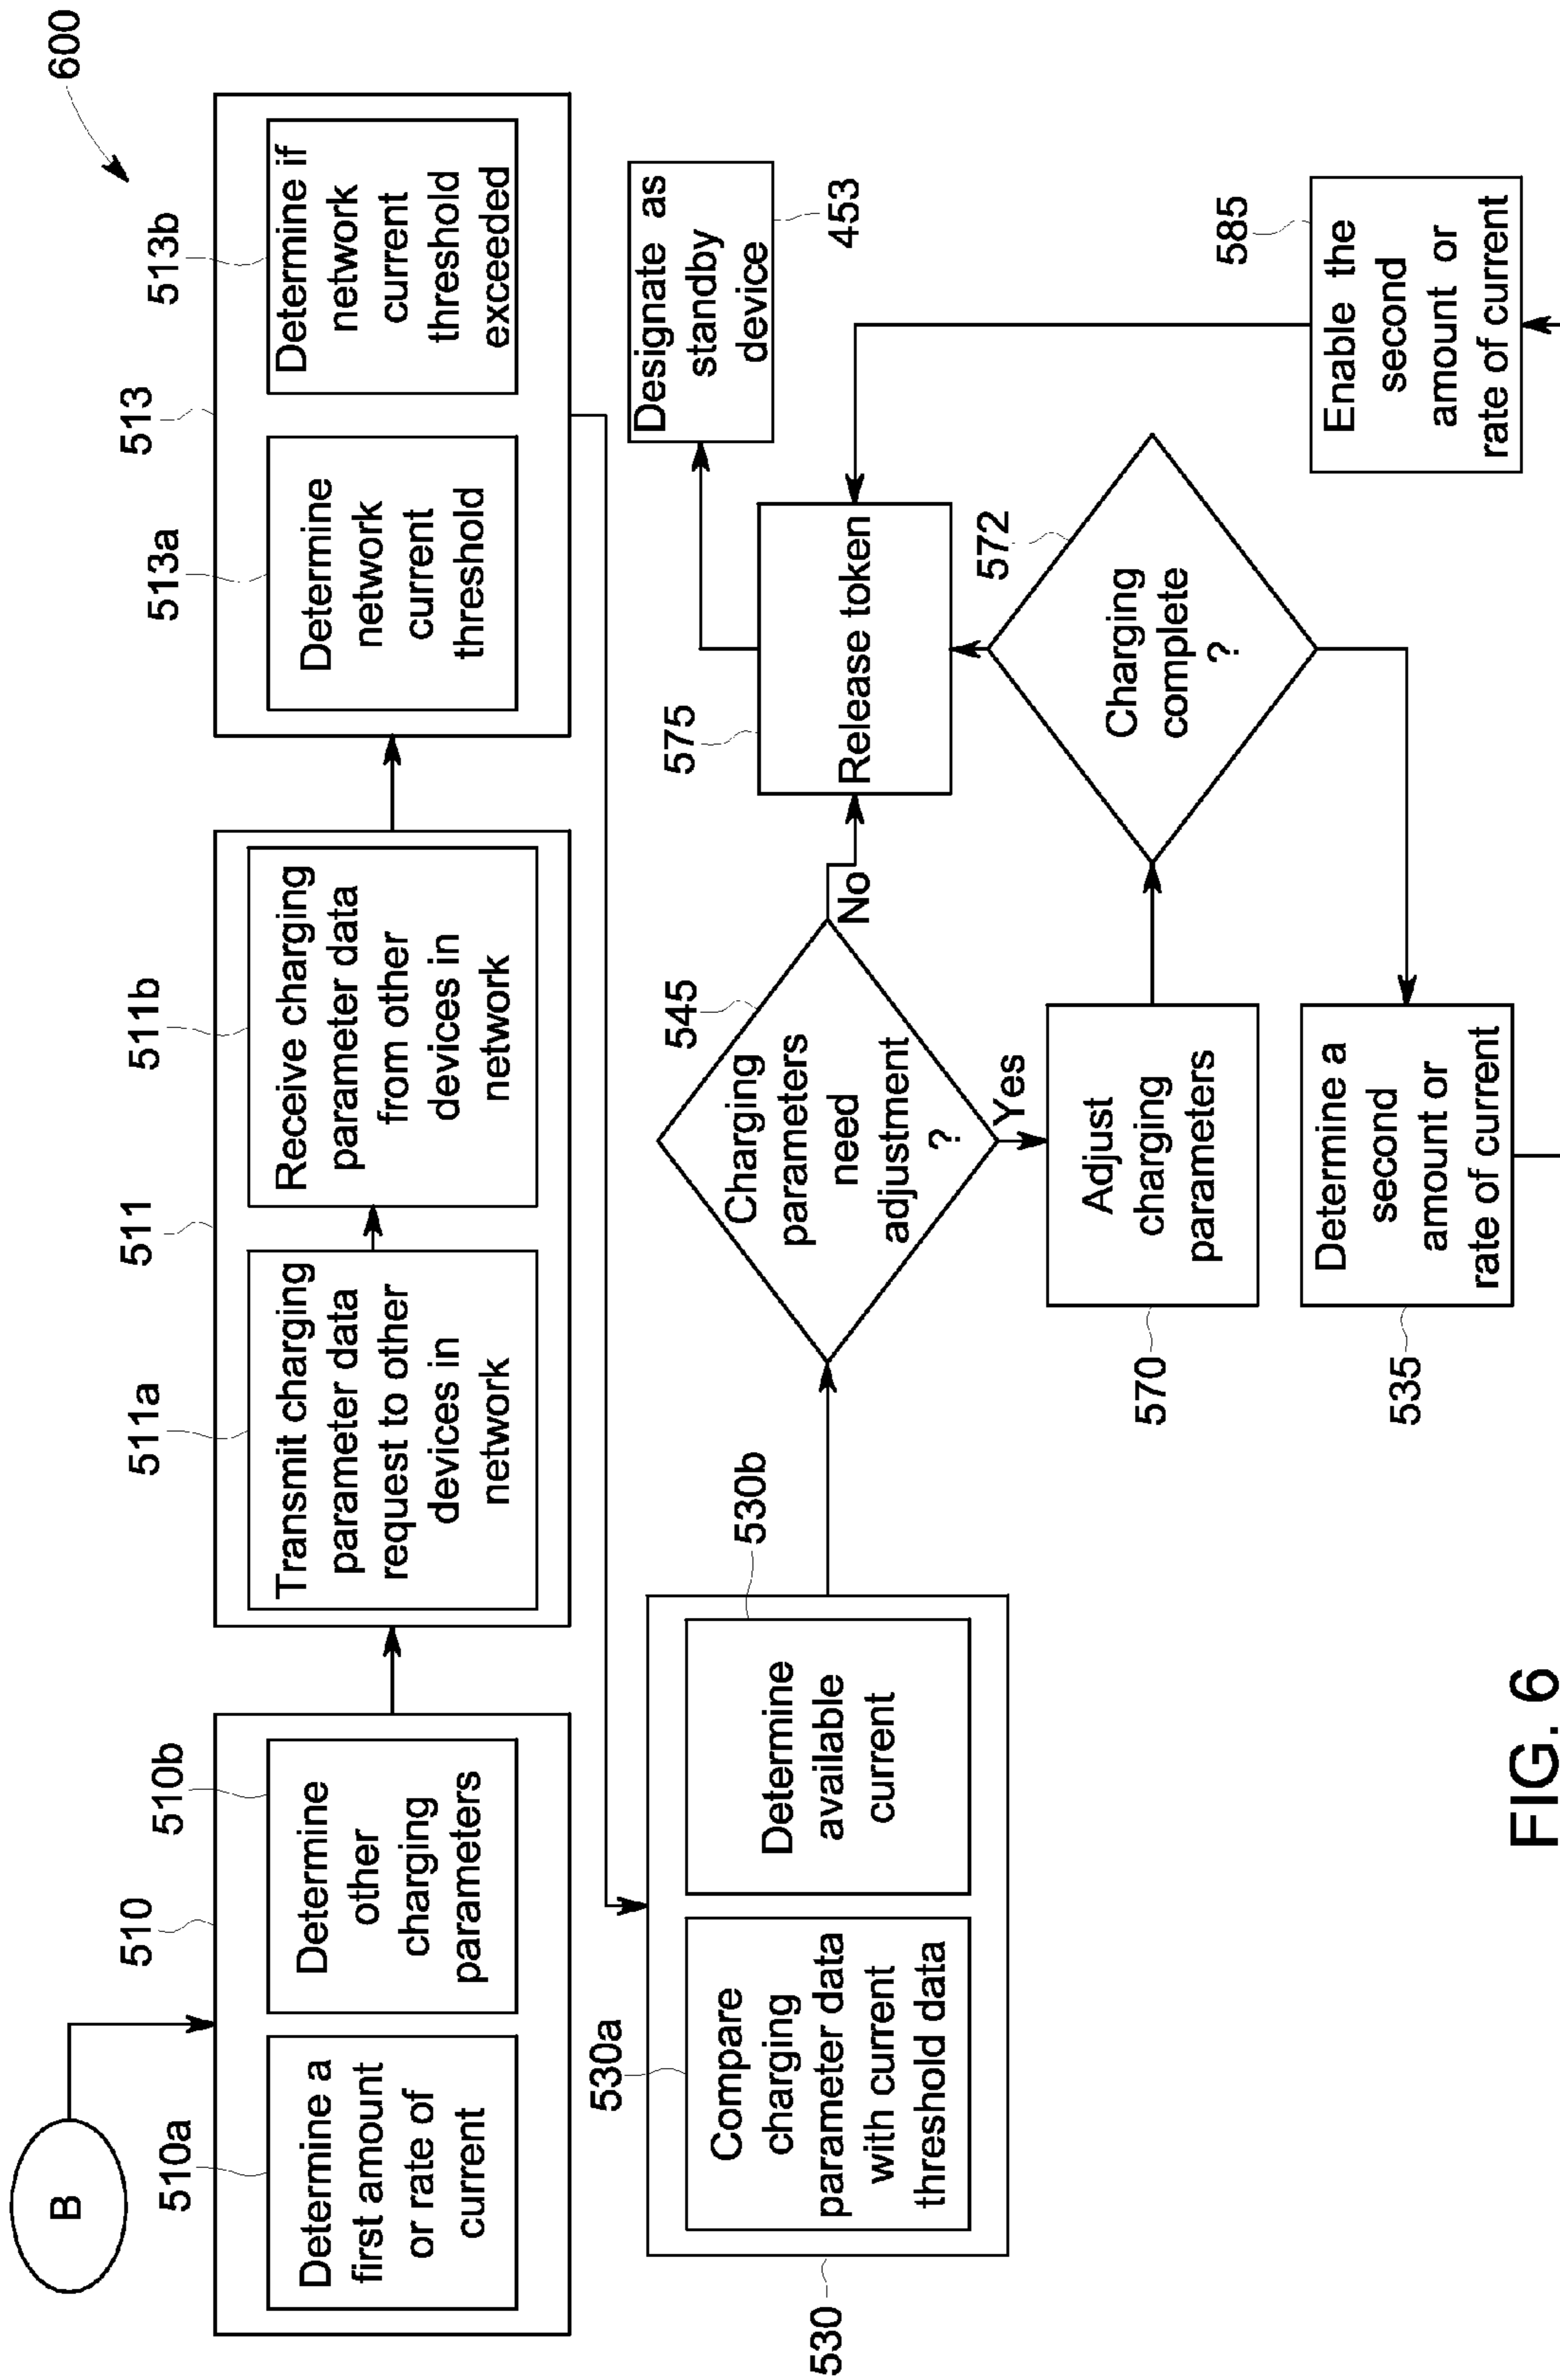 600
B
510a
510
510b
Determine a
first amount
or rate of
current
Determine
other
charging
parameters
511a
511
511b
Transmit charging
parameter data
request to other
devices in
network
Receive charging
parameter data
from other
devices in
network
513a
513
513b
Determine
network
current
threshold
Determine if
network
current
threshold
exceeded
530
530a
530b
Compare
charging
parameter data
with current
threshold data
Determine
available
current
545
Charging
parameters
need
adjustment
?
No
Yes
575
Release token
Designate as
standby
device
453
570
Adjust
charging
parameters
572
Charging
complete
?
535
Determine a
second
amount or
rate of current
585
Enable the
second
amount or
rate of current
FIG. 6